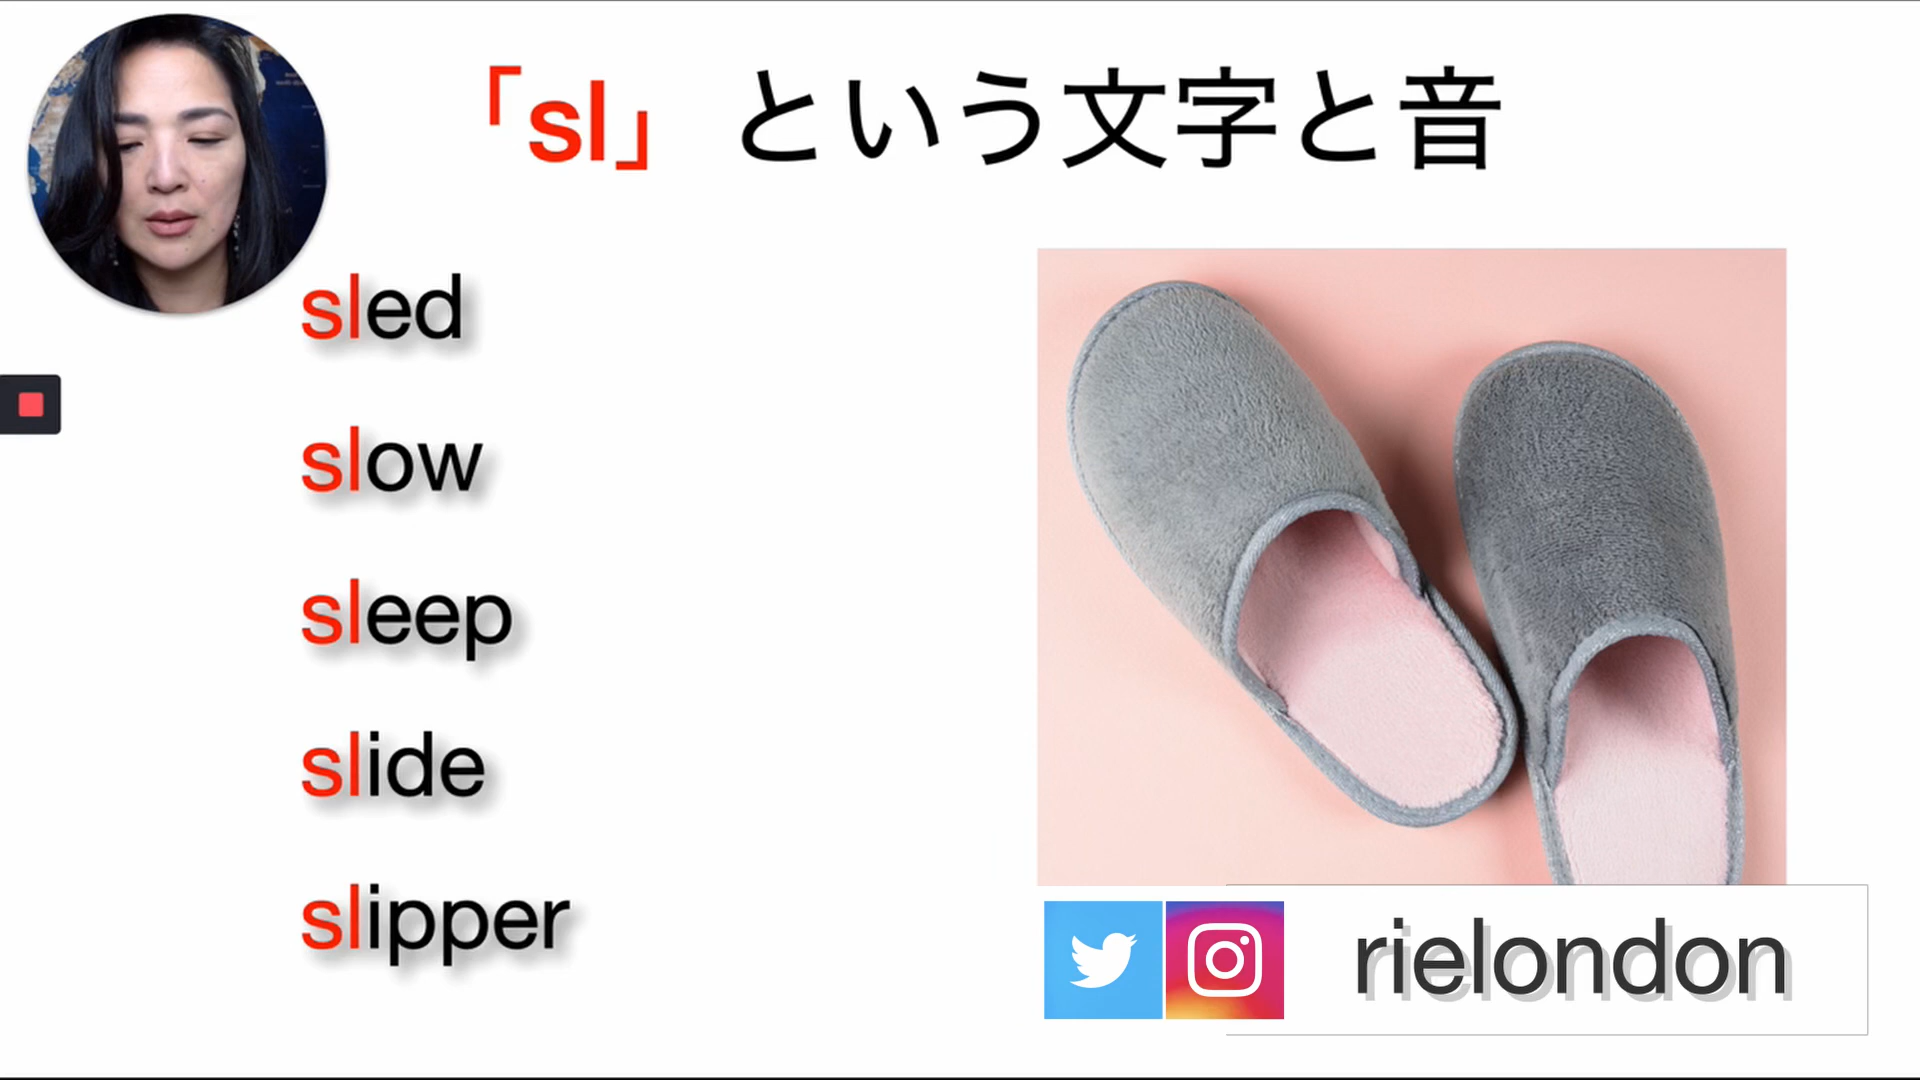 「sl」 という文字と音
sled
slow
sleep
slide
slipper
rielondon